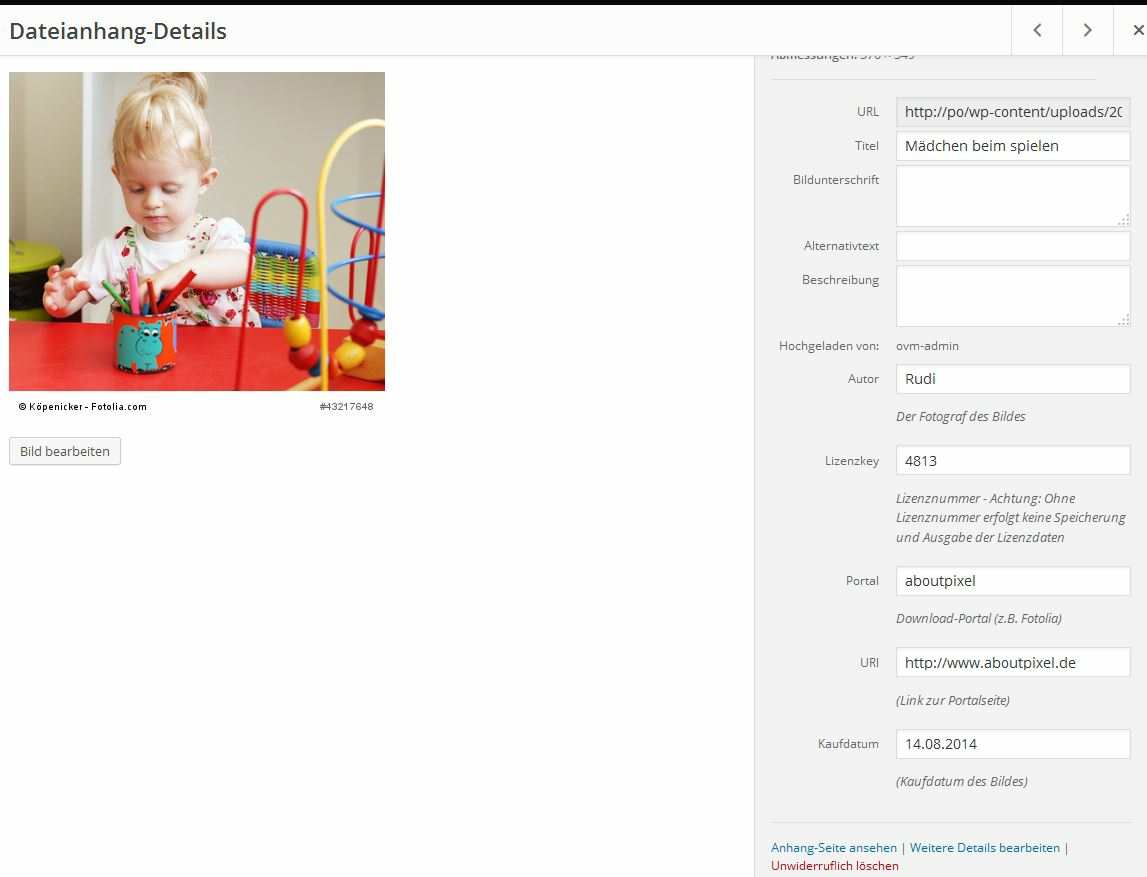 Dateianhang-Details
URL
http://po/wp-content/uploads/20
Titel
Mädchen beim spielen
Bildunterschrift
Alternativtext
Beschreibung
Hochgeladen von:
ovm-admin
Autor
Rudi
Der Fotograf des Bildes
Lizenzkey
4813
Lizenznummer - Achtung: Ohne
Lizenznummer erfolgt keine Speicherung
und Ausgabe der Lizenzdaten
Portal
aboutpixel
Download-Portal (z.B. Fotolia)
URI
http://www.aboutpixel.de
(Link zur Portalseite)
Kaufdatum
14.08.2014
(Kaufdatum des Bildes)
Anhang-Seite ansehen | Weitere Details bearbeiten |
Unwiderruflich löschen
© Köpenicker - Fotolia.com
#43217648
Bild bearbeiten